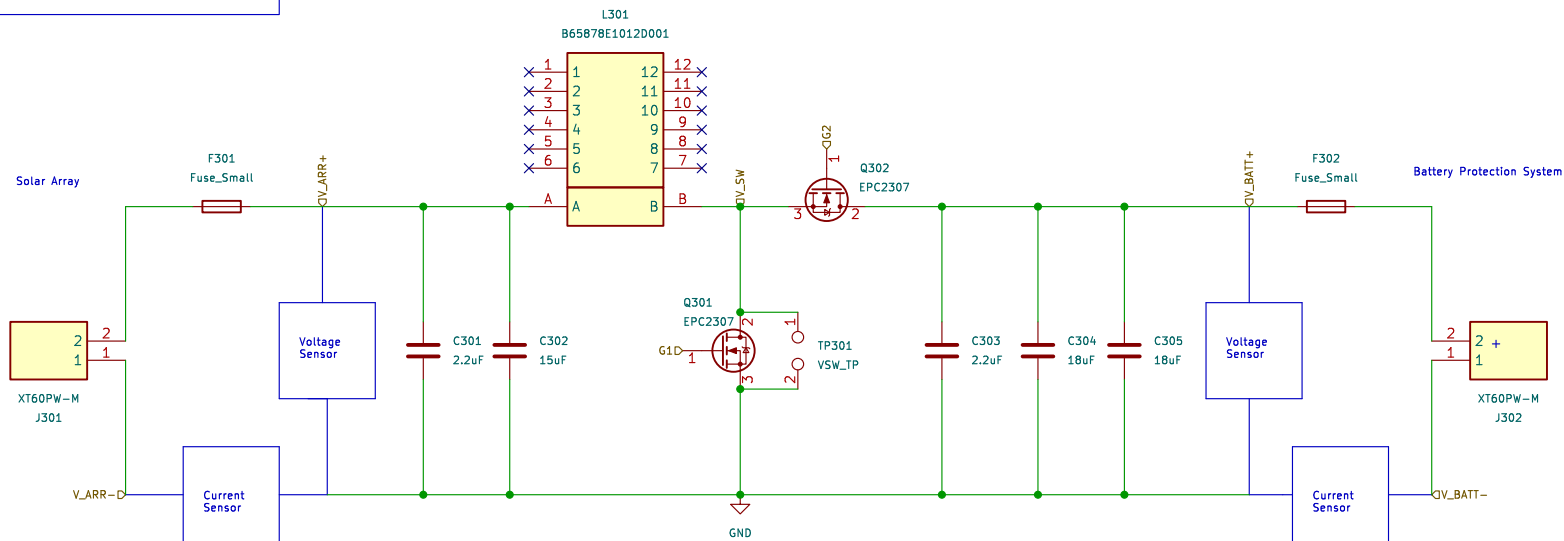 L301
B65878E1012D001
1 1 12 12
2 2 11 11
3 3 10 10
4 4 9 9
5 5 8 8
6 6 7 7
A A B B
Solar Array
F301
Fuse_Small
V_ARR+
V_SW
G2
1
Q302
EPC2307
3 2
V_BATT+
F302
Fuse_Small
Battery Protection System
2 2
1 1
XT60PW-M
J301
Voltage
Sensor
C301
2.2uF
C302
15uF
Q301
EPC2307
G1
1
2
3
1
2
TP301
VSW_TP
C303
2.2uF
C304
18uF
C305
18uF
Voltage
Sensor
2 2 +
1 1
XT60PW-M
J302
V_ARR-
Current
Sensor
GND
Current
Sensor
V_BATT-